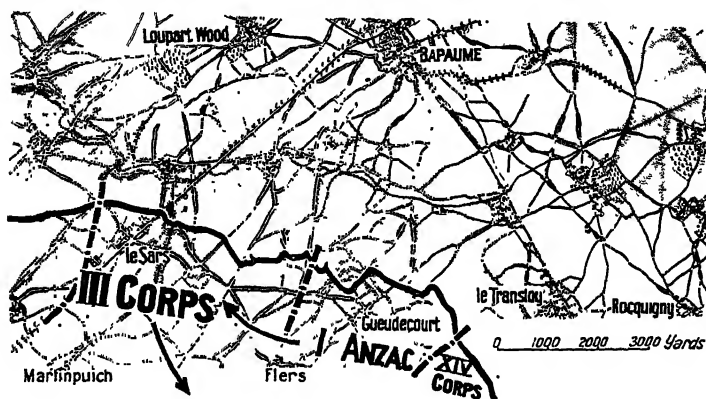 Loupart Wood
BAPAUME
le Sars
III CORPS
le Transloy
Rocquigny
Gueudecourt
I ANZAC
XIV CORPS
0 1000 2000 3000 Yards
Martinpuich
Flers